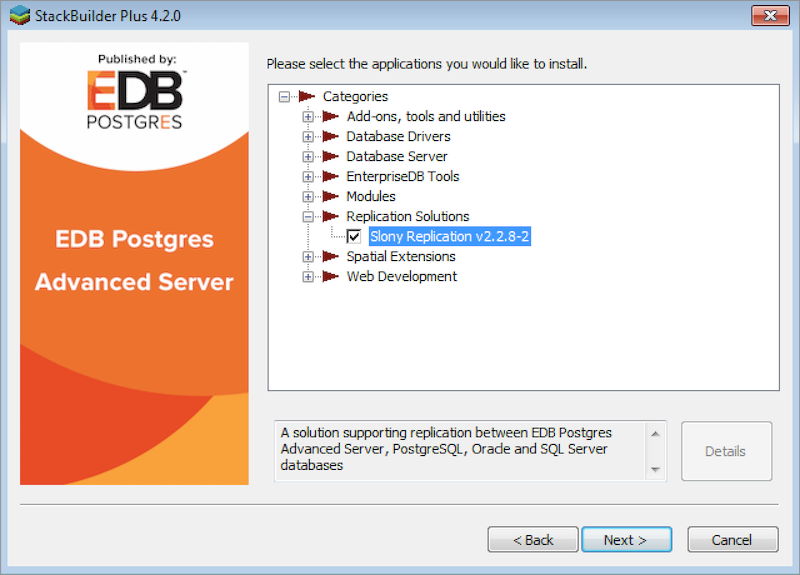 StackBuilder Plus 4.2.0
Published by:
EDB™
POSTGRES
EDB Postgres
Advanced Server
Please select the applications you would like to install.
Categories
Add-ons, tools and utilities
Database Drivers
Database Server
EnterpriseDB Tools
Modules
Replication Solutions
Slony Replication v2.2.8-2
Spatial Extensions
Web Development
A solution supporting replication between EDB Postgres
Advanced Server, PostgreSQL, Oracle and SQL Server
databases
Details
< Back
Next >
Cancel